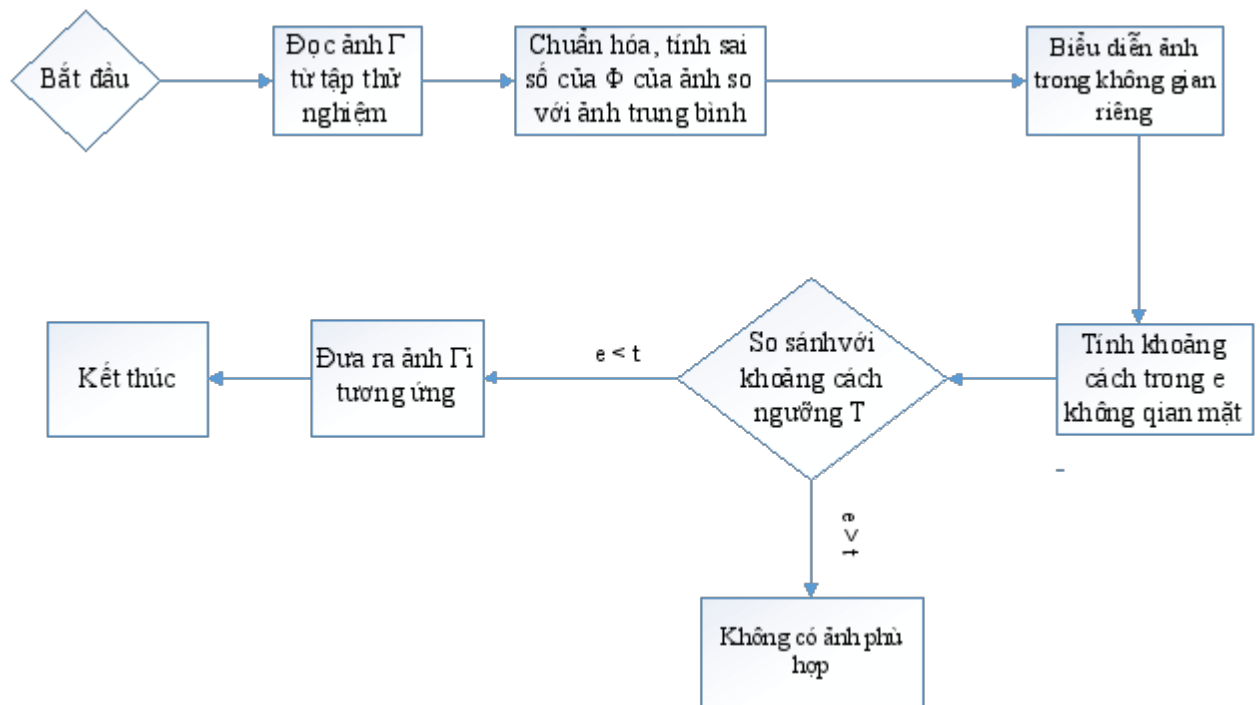 Bắt đầu
Đọc ảnh Γ
từ tập thử
nghiệm
Chuẩn hóa, tính sai
số của Φ của ảnh so
với ảnh trung bình
Biểu diễn ảnh
trong không gian
riêng
Tính khoảng
cách trong e
không qian mặt
So sánh với
khoảng cách
ngưỡng T
e < t
Đưa ra ảnh Γi
tương ứng
Kết thúc
e > t
Không có ảnh phù
hợp